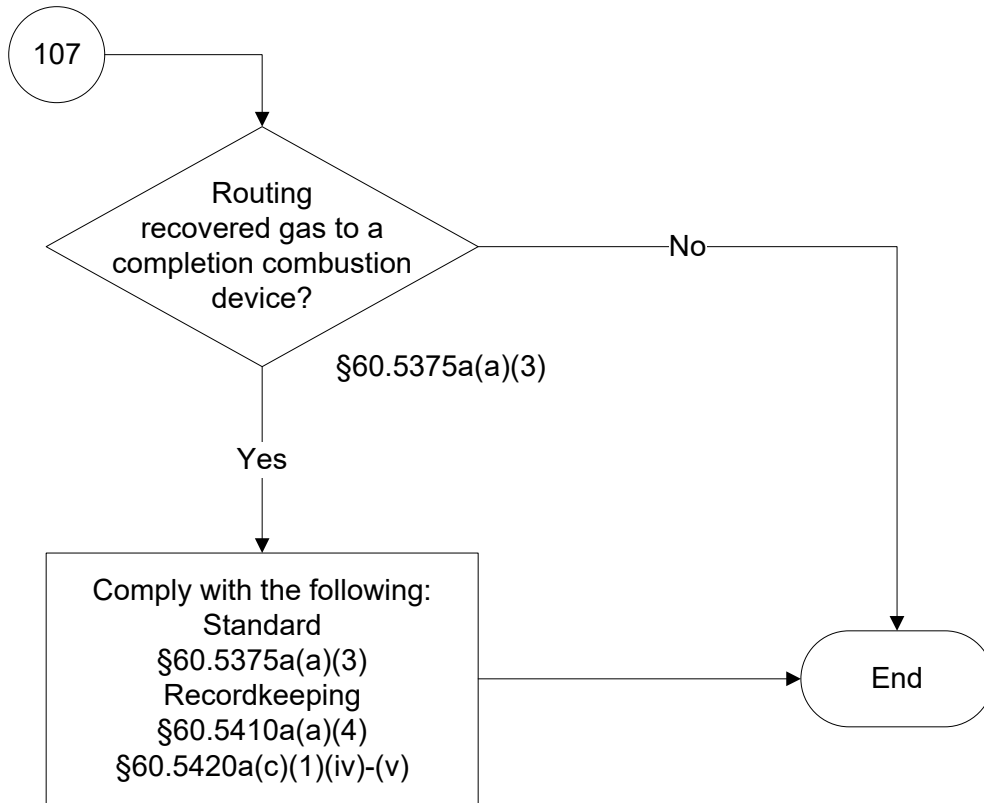 107
Routing
recovered gas to a
completion combustion
device?
No
§60.5375a(a)(3)
Yes
Comply with the following:
Standard
§60.5375a(a)(3)
Recordkeeping
§60.5410a(a)(4)
§60.5420a(c)(1)(iv)-(v)
End